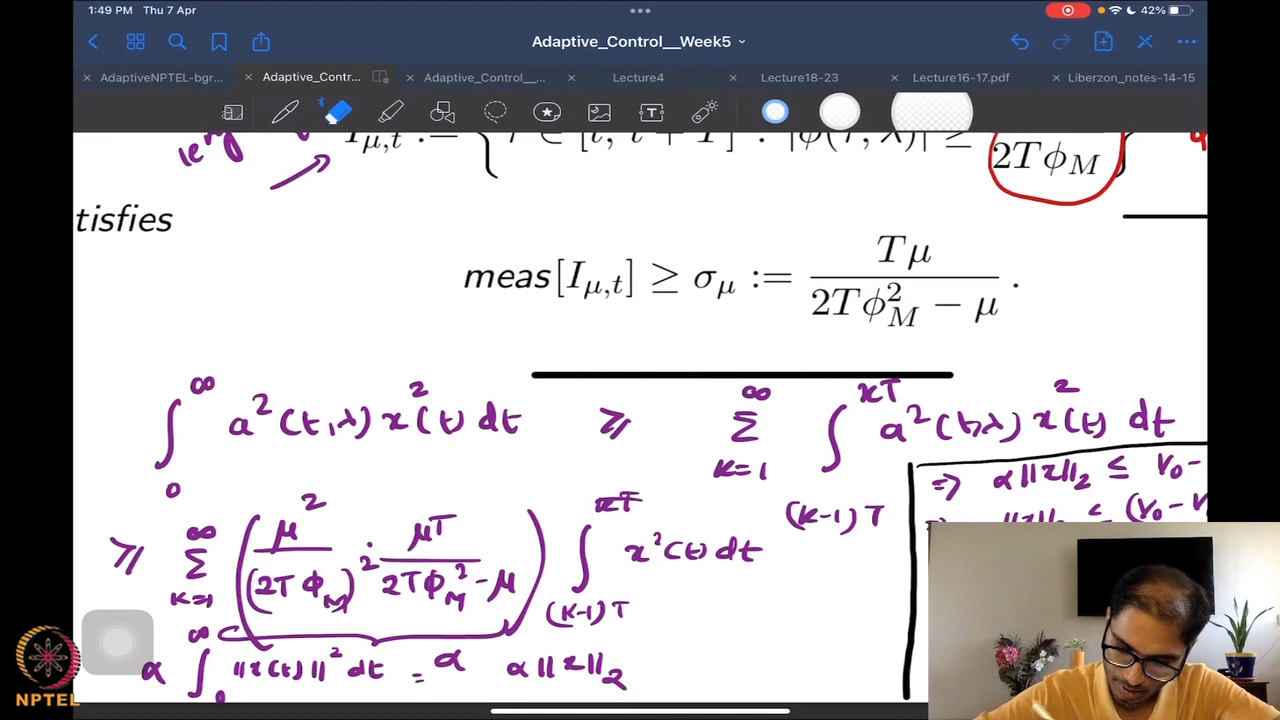 1:49 PM Thu 7 Apr
42%
Adaptive_Control__Week5
AdaptiveNPTEL-bgr...
Adaptive_Contr...
Adaptive_Control__...
Lecture4
Lecture18-23
Lecture16-17.pdf
Liberzon_notes-14-15
I_{μ,t} := { τ ∈ [t, t + T] : |φ(τ, λ)| ≥ 2Tφ_M }
tisfies
meas[I_{μ,t}] ≥ σ_μ := Tμ / (2Tφ_M^2 − μ) .
∫_0^∞ a^2(t,λ) x^2(t) dt ≥ Σ_{k=1}^∞ ∫_{(k-1)T}^{kT} a^2(t,λ) x^2(t) dt
≥ Σ_{k=1}^∞ ( μ^2 / (2Tφ_M)^2 · μT / (2Tφ_M^2 − μ) ) ∫_{(k-1)T}^{kT} x^2(t) dt
α
α ∫_0^∞ ||x(t)||^2 dt = α||x||_2
⇒ α||x||_2 ≤ V_0 −
NPTEL